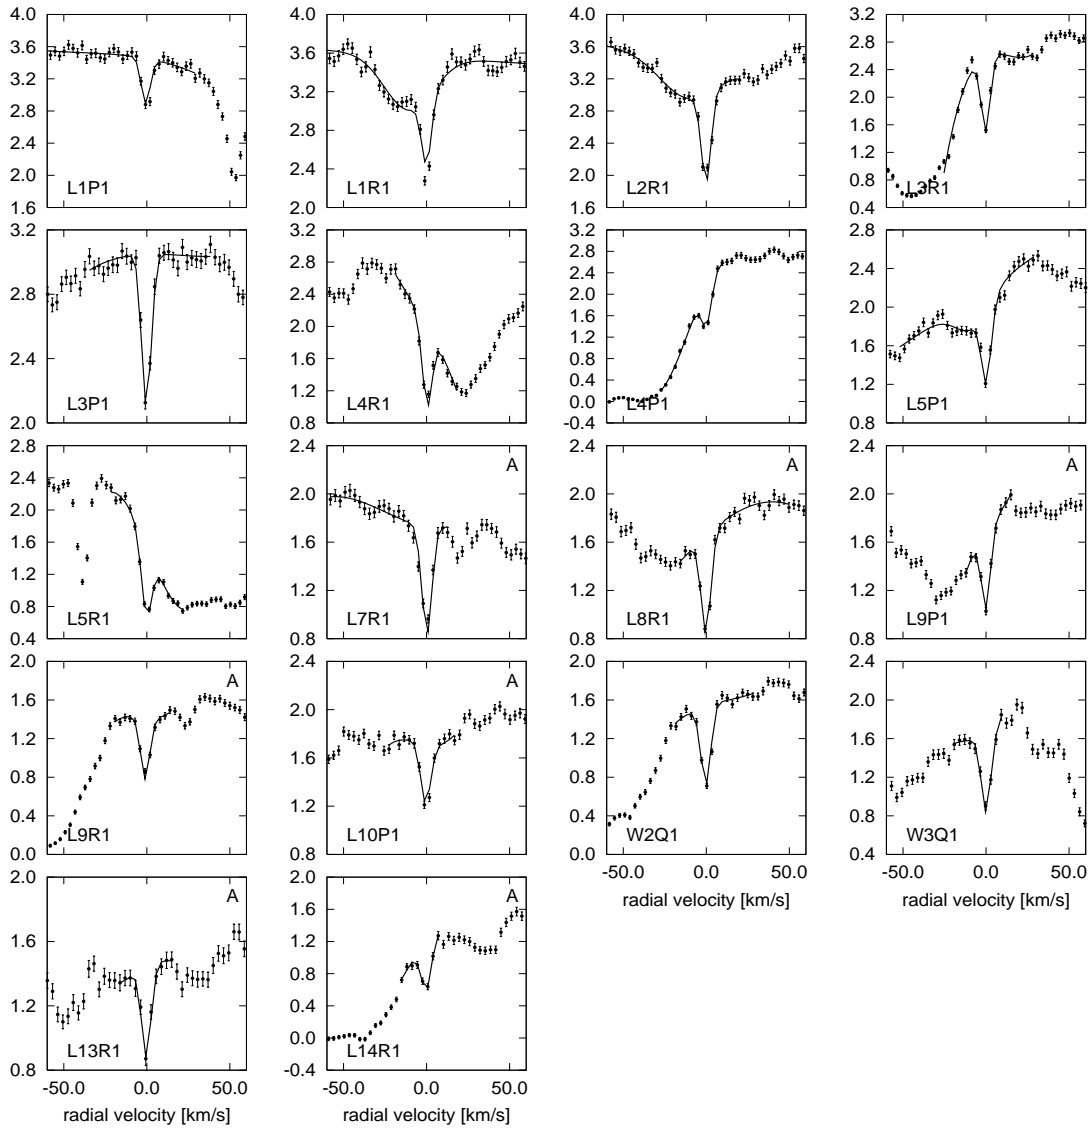 4.0 4.0 4.0 3.2
3.6 3.6 3.6 2.8
3.2 3.2 3.2 2.4
2.8 2.8 2.8 2.0
2.4 2.4 2.4 1.6
2.0 2.0 2.0 1.2
1.6 1.6 0.8
0.4
L1P1 L1R1 L2R1 L3R1
3.2 3.2 4.0 2.8
2.8 2.8 3.6 2.4
2.4 2.4 3.2 2.0
2.0 2.0 2.8 1.6
1.6 2.4 1.2
1.2 2.0 0.8
0.8 1.6
1.2
0.8
0.4
0.0
-0.4
L3P1 L4R1 L4P1 L5P1
2.8 2.4 2.4 2.4
2.4 2.0 2.0 2.0
2.0 1.6 1.6 1.6
1.6 1.2 1.2 1.2
1.2 0.8 0.8 0.8
0.8
0.4
A A A
L5R1 L7R1 L8R1 L9P1
2.0 2.4 2.0 2.4
1.6 2.0 1.6 2.0
1.2 1.6 1.2 1.6
0.8 1.2 0.8 1.2
0.4 0.8 0.4 0.8
0.0 0.0 0.4
A A
L9R1 L10P1 W2Q1 W3Q1
-50.0 0.0 50.0 -50.0 0.0 50.0
radial velocity [km/s] radial velocity [km/s]
2.0 2.0
1.6 1.6
1.2 1.2
0.8 0.8
0.4
0.0
-0.4
A A
L13R1 L14R1
-50.0 0.0 50.0 -50.0 0.0 50.0
radial velocity [km/s] radial velocity [km/s]